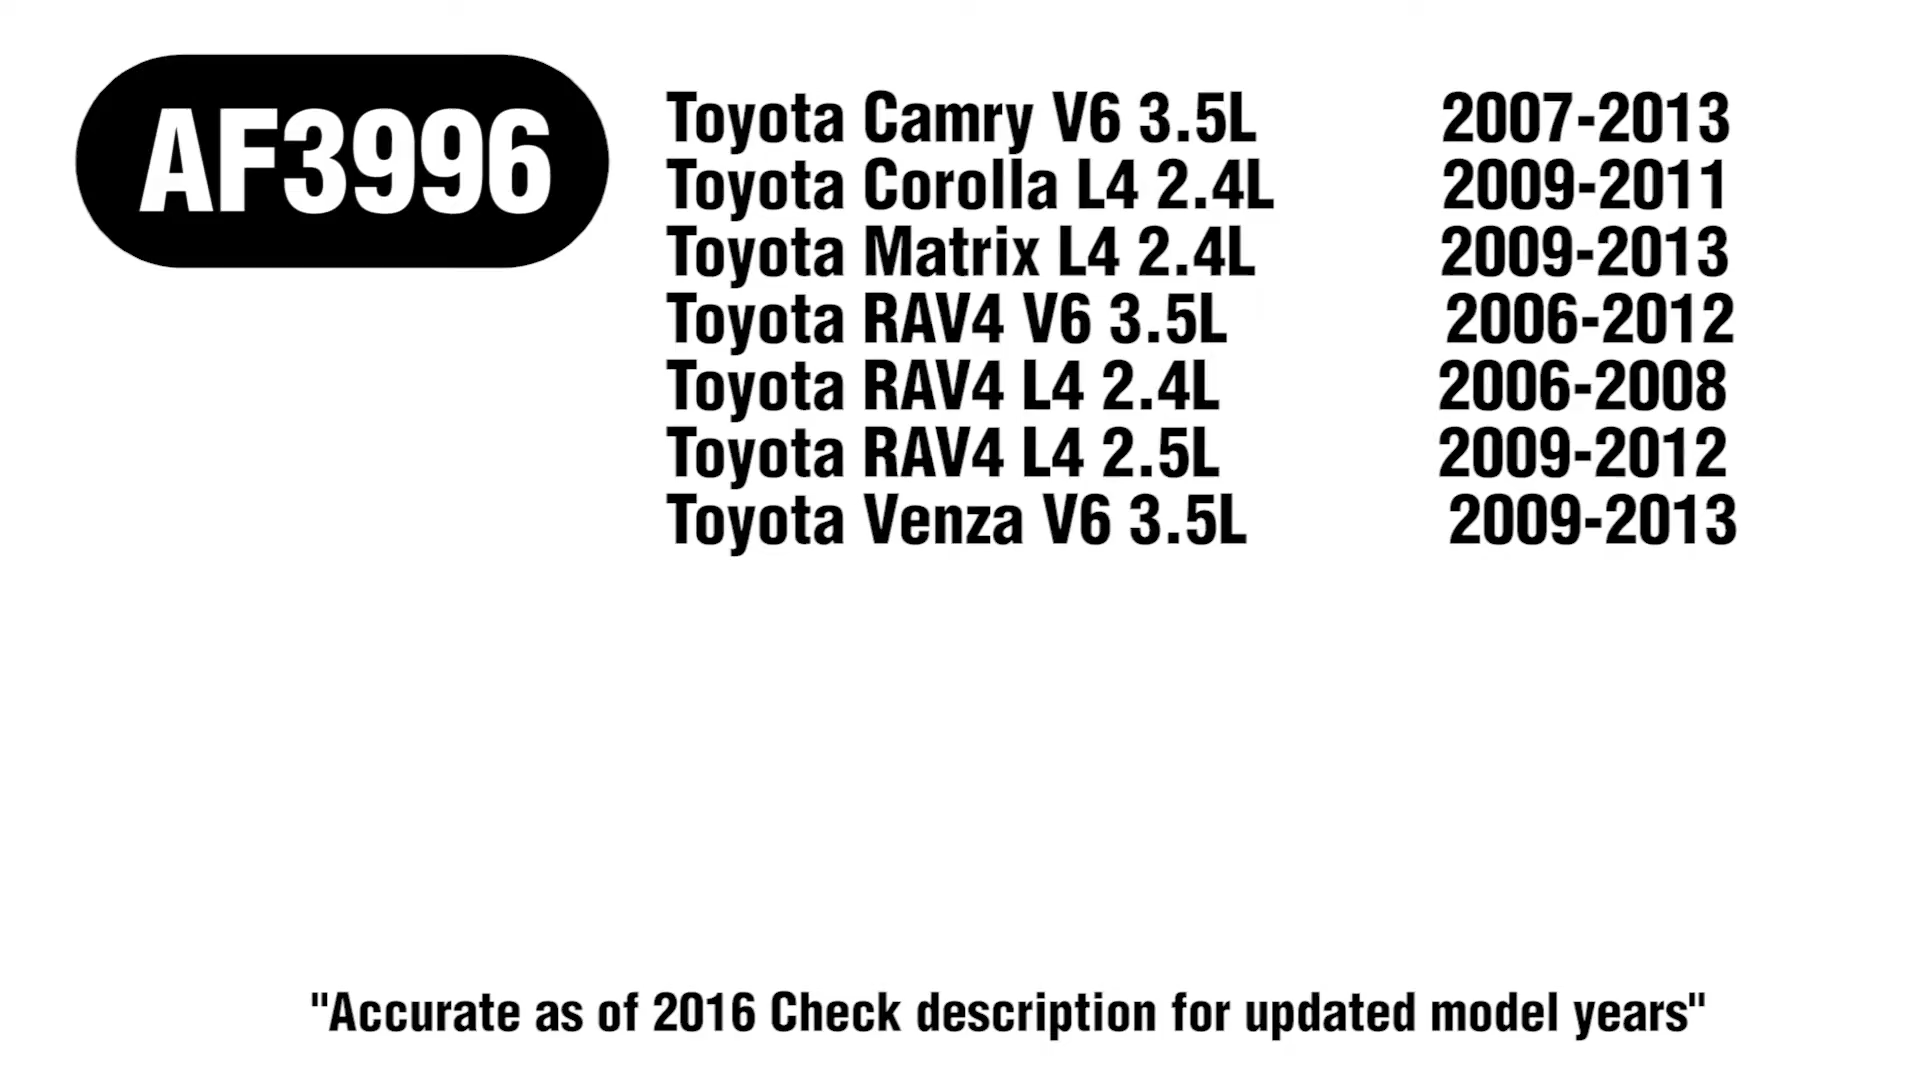 AF3996
Toyota Camry V6 3.5L 2007-2013
Toyota Corolla L4 2.4L 2009-2011
Toyota Matrix L4 2.4L 2009-2013
Toyota RAV4 V6 3.5L 2006-2012
Toyota RAV4 L4 2.4L 2006-2008
Toyota RAV4 L4 2.5L 2009-2012
Toyota Venza V6 3.5L 2009-2013
"Accurate as of 2016 Check description for updated model years"